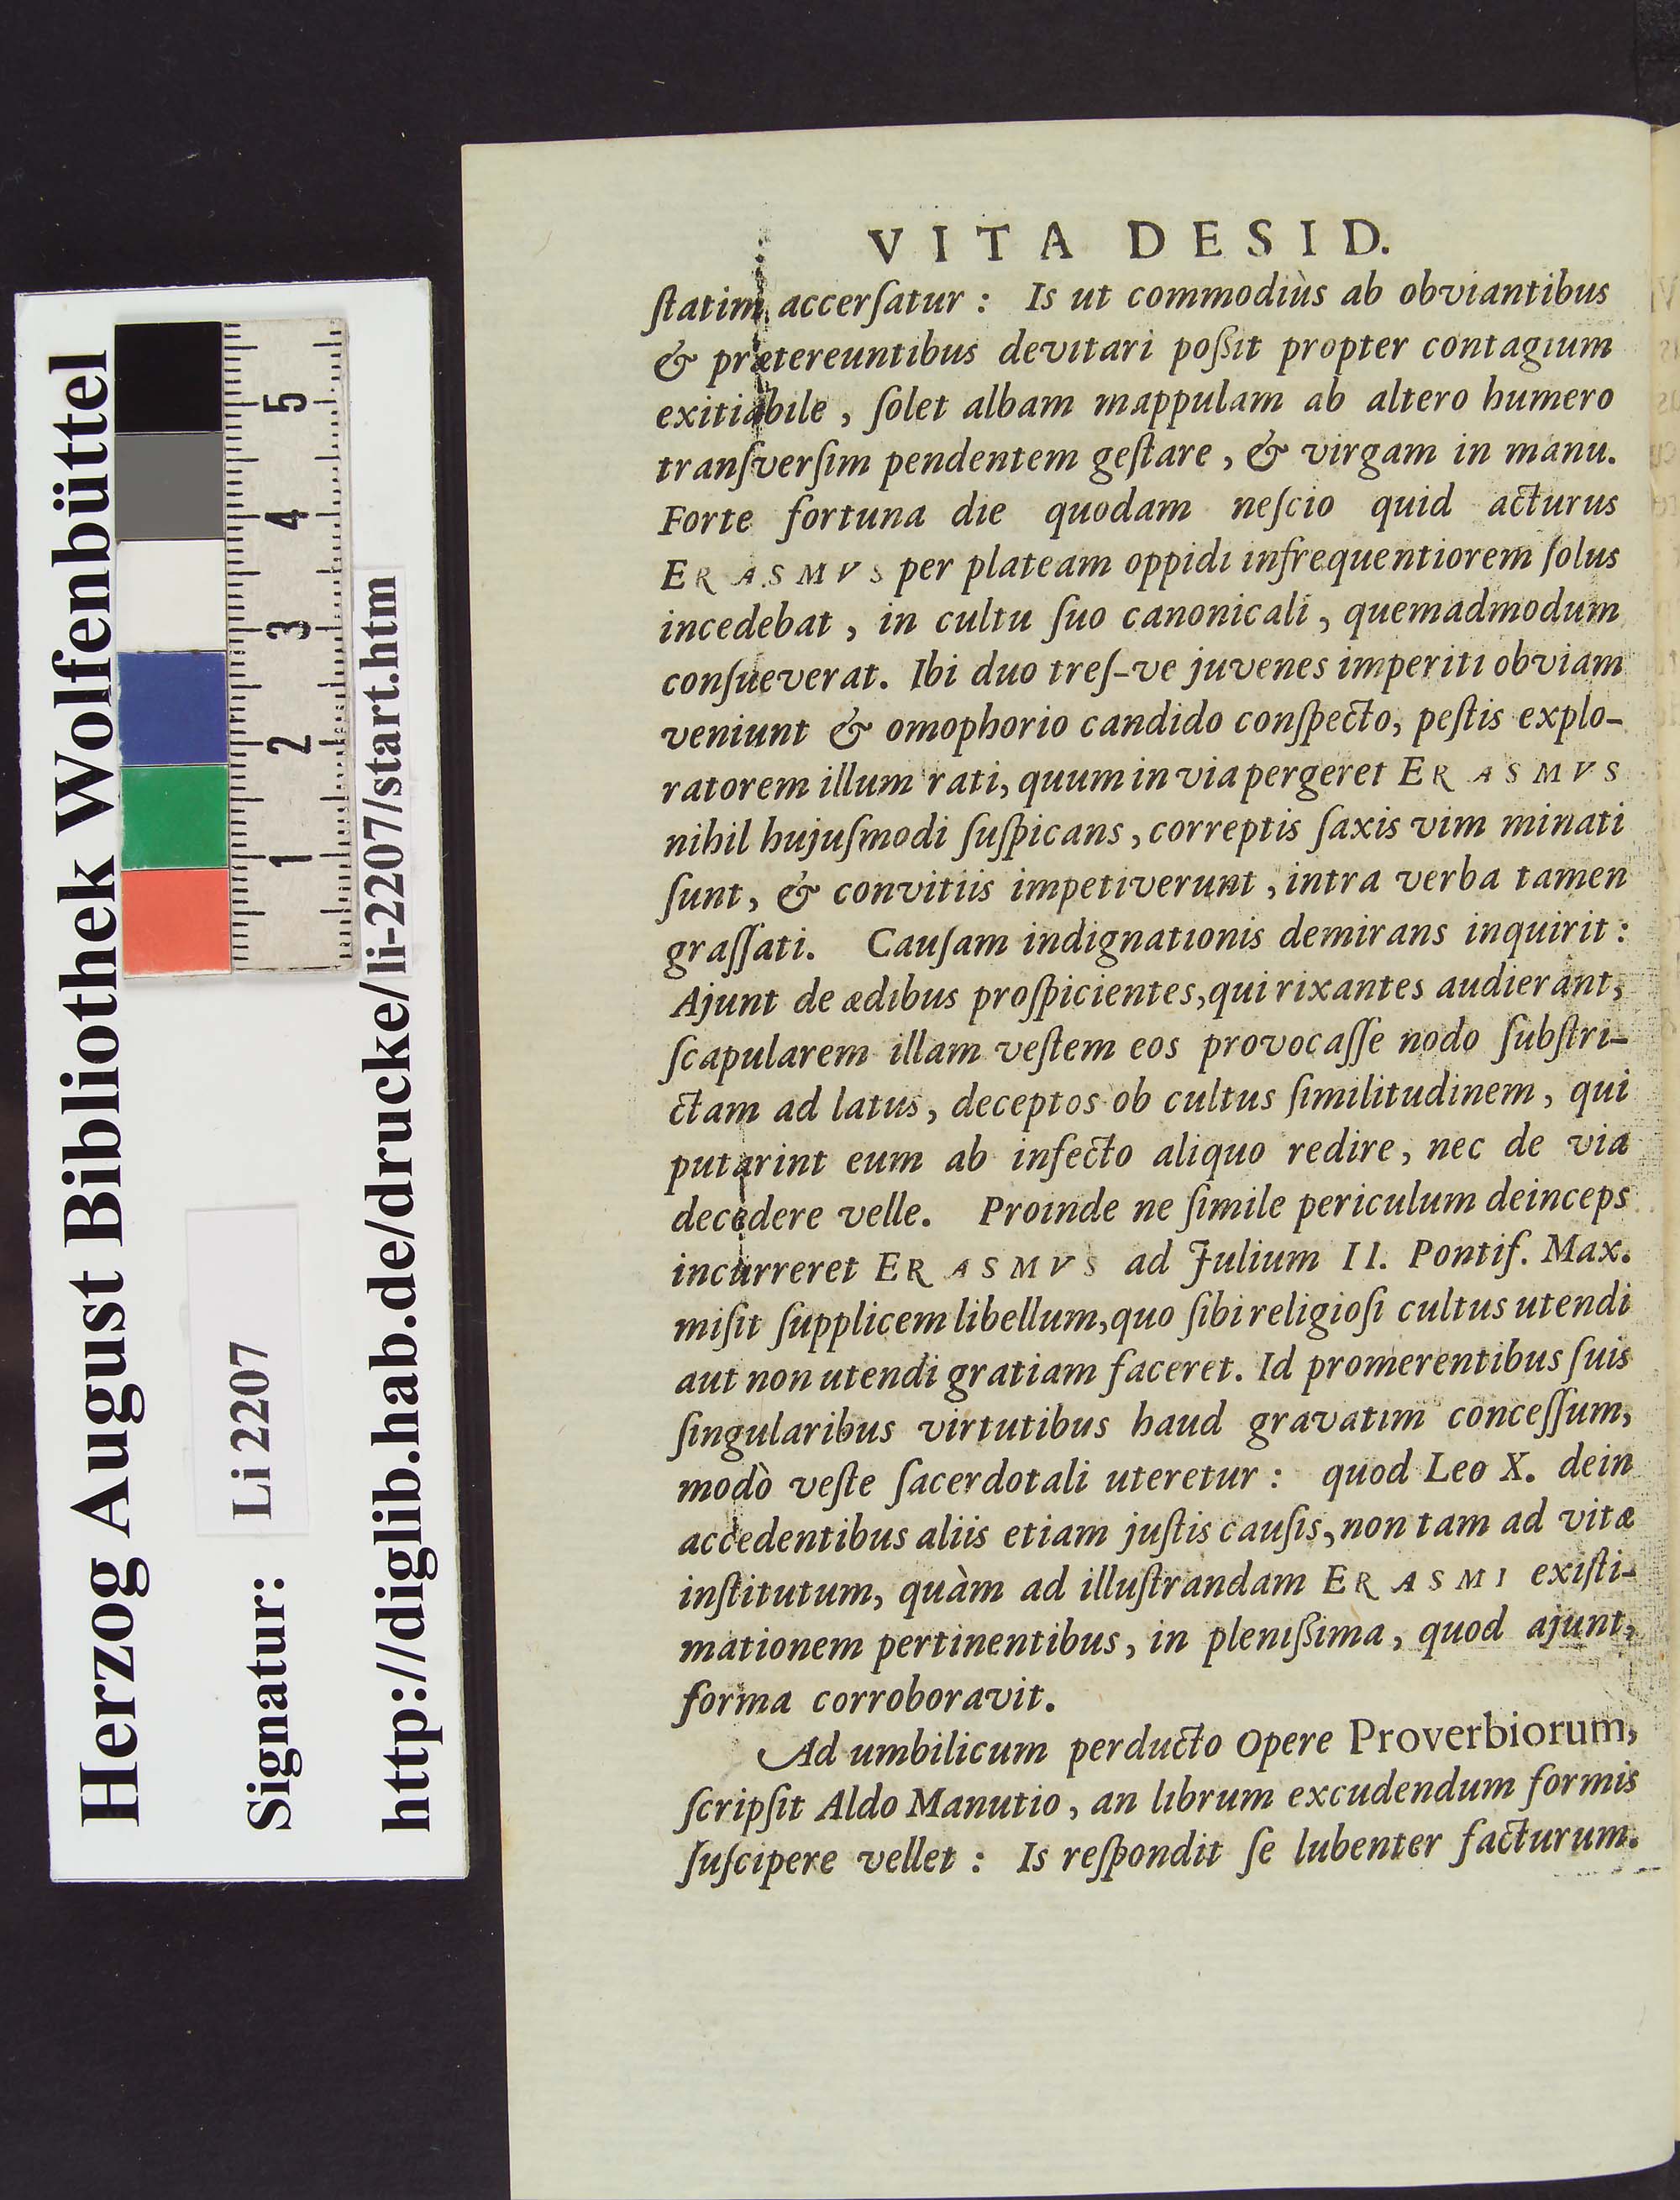 VITA DESID.
ſtatim accerſatur : Is ut commodiùs ab obviantibus
& prætereuntibus devitari poßit propter contagium
exitiabile , ſolet albam mappulam ab altero humero
tranſverſim pendentem geſtare , & virgam in manu.
Forte fortuna die quodam neſcio quid acturus
ERASMVS per plateam oppidi infrequentiorem ſolus
incedebat , in cultu ſuo canonicali , quemadmodum
conſueverat. Ibi duo treſ-ve juvenes imperiti obviam
veniunt & omophorio candido conſpecto, peſtis explo-
ratorem illum rati, quum in via pergeret ERASMVS
nihil hujuſmodi ſuſpicans , correptis ſaxis vim minati
ſunt, & convitiis impetiverunt , intra verba tamen
graſſati. Cauſam indignationis demirans inquirit :
Ajunt de ædibus proſpicientes, qui rixantes audierant,
ſcapularem illam veſtem eos provocaſſe nodo ſubſtri-
ctam ad latus, deceptos ob cultus ſimilitudinem , qui
putarint eum ab infecto aliquo redire, nec de via
decedere velle. Proinde ne ſimile periculum deinceps
incurreret ERASMVS ad Julium II. Pontif. Max.
miſit ſupplicem libellum, quo ſibi religioſi cultus utendi
aut non utendi gratiam faceret. Id promerentibus ſuis
ſingularibus virtutibus haud gravatim conceſſum,
modò veſte ſacerdotali uteretur : quod Leo X. dein
accedentibus aliis etiam juſtis cauſis, non tam ad vitæ
inſtitutum, quàm ad illuſtrandam ERASMI exiſti-
mationem pertinentibus, in pleniſſima, quod ajunt,
forma corroboravit.
Ad umbilicum perducto Opere Proverbiorum,
ſcripſit Aldo Manutio , an librum excudendum formis
ſuſcipere vellet : Is reſpondit ſe lubenter facturum.
Herzog August Bibliothek Wolfenbüttel
Signatur: Li 2207
http://diglib.hab.de/drucke/li-2207/start.htm
5
4
3
2
1